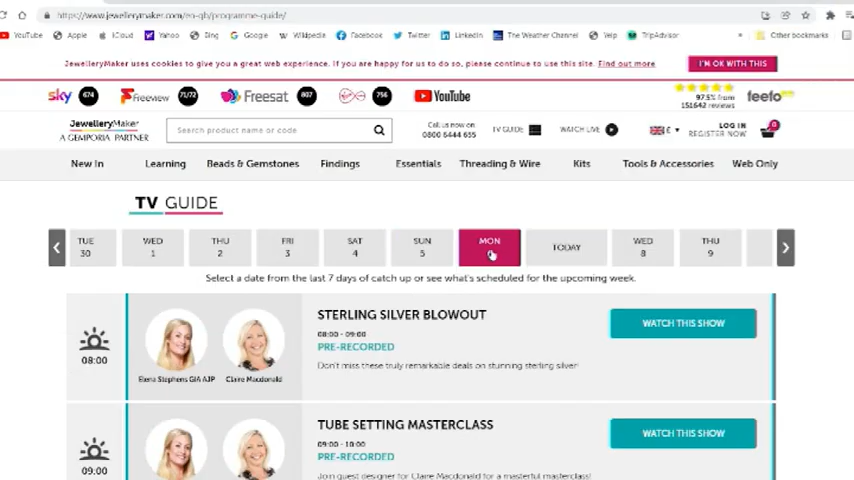 https://www.jewellerymaker.com/en-gb/programme-guide/
YouTube Apple iCloud Yahoo Bing Google Wikipedia Facebook Twitter LinkedIn The Weather Channel Yelp TripAdvisor » Other bookmarks
JewelleryMaker uses cookies to give you a great web experience. If you are happy for us to do so, please continue to use this site. Find out more
I'M OK WITH THIS
sky 674 Freeview 71/72 Freesat 807 756 YouTube
97.5% from
151642 reviews
feefo
JewelleryMaker
A GEMPORIA PARTNER
Search product name or code
Call us now on
0800 6444 655
TV GUIDE
WATCH LIVE
£
LOG IN
REGISTER NOW
0
New In Learning Beads & Gemstones Findings Essentials Threading & Wire Kits Tools & Accessories Web Only
TV GUIDE
TUE WED THU FRI SAT SUN MON TODAY WED THU
30 1 2 3 4 5 8 9
Select a date from the last 7 days of catch up or see what's scheduled for the upcoming week.
STERLING SILVER BLOWOUT
08:00 - 09:00
PRE-RECORDED
Don't miss these truly remarkable deals on stunning sterling silver!
WATCH THIS SHOW
08:00
Elena Stephens GIA AJP
Claire Macdonald
TUBE SETTING MASTERCLASS
09:00 - 10:00
PRE-RECORDED
Join guest designer for Claire Macdonald for a masterful masterclass!
WATCH THIS SHOW
09:00